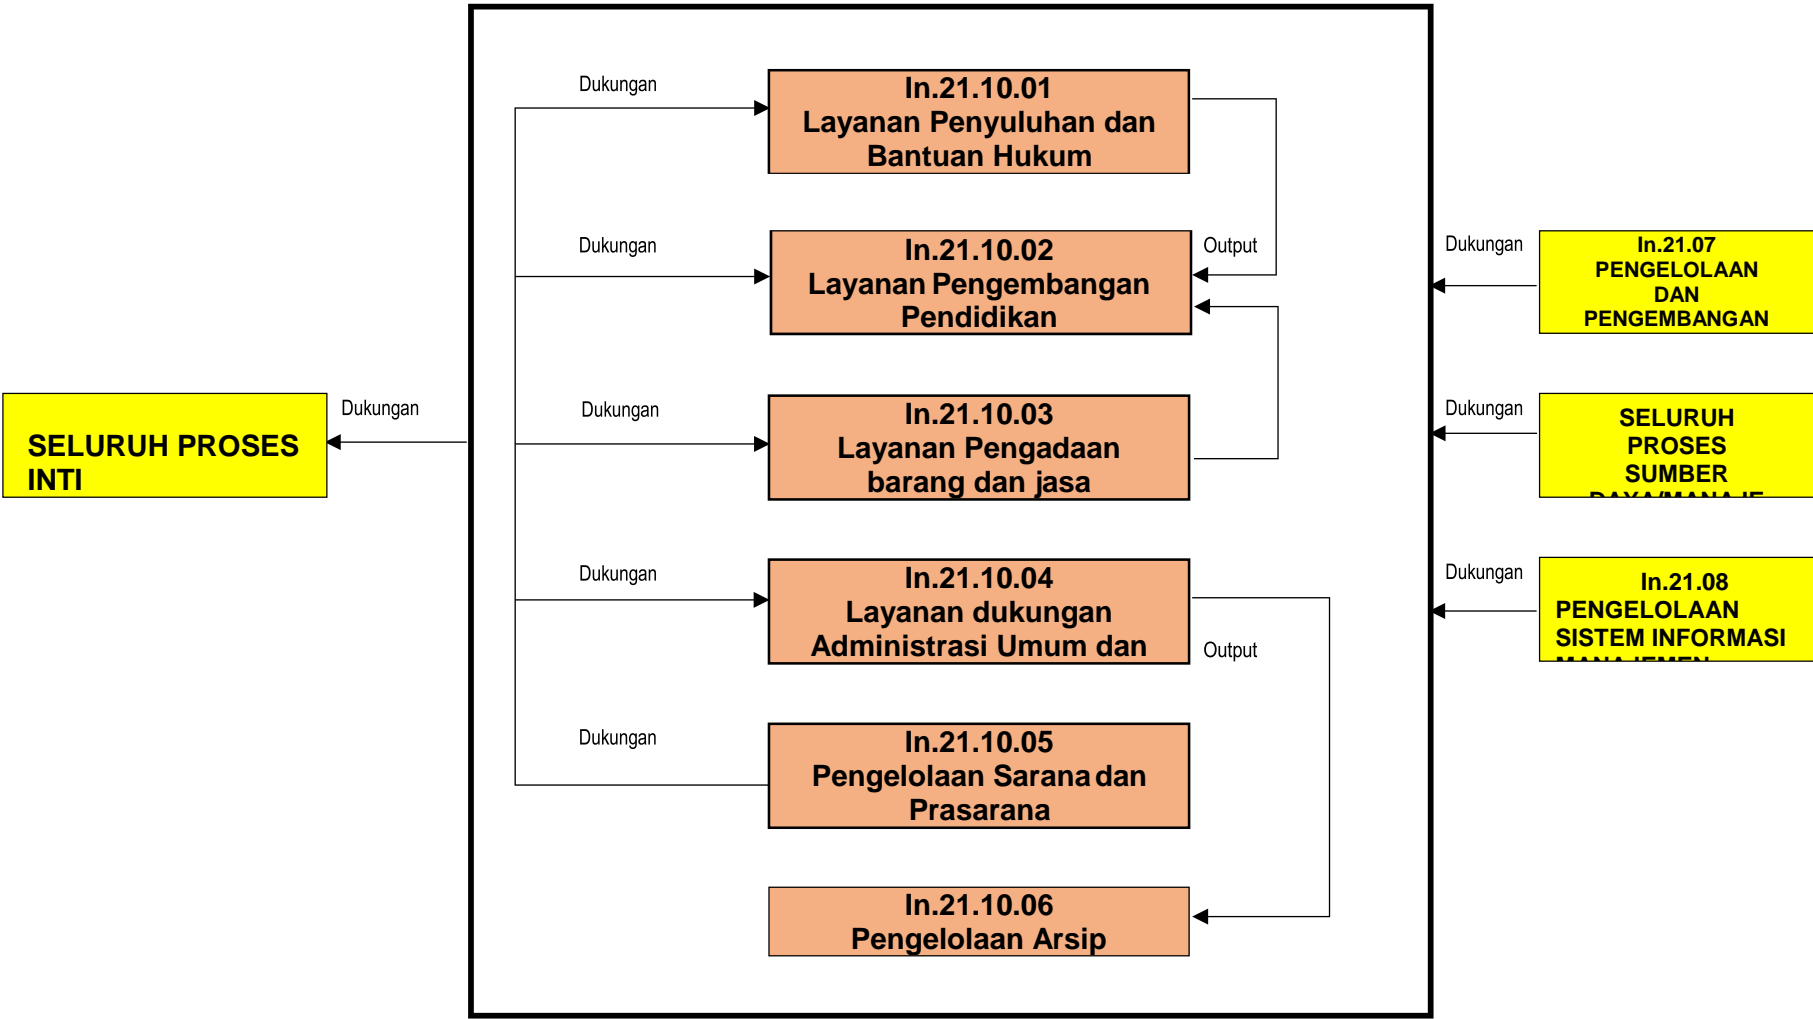 Dukungan
In.21.10.01
Layanan Penyuluhan dan
Bantuan Hukum
Dukungan
In.21.10.02
Layanan Pengembangan
Pendidikan
Output
Dukungan
In.21.07
PENGELOLAAN
DAN
PENGEMBANGAN
SELURUH PROSES
INTI
Dukungan
Dukungan
In.21.10.03
Layanan Pengadaan
barang dan jasa
Dukungan
SELURUH
PROSES
SUMBER
DAYA/MANAJE
Dukungan
In.21.10.04
Layanan dukungan
Administrasi Umum dan
Output
Dukungan
In.21.08
PENGELOLAAN
SISTEM INFORMASI
MANAJEMEN
Dukungan
In.21.10.05
Pengelolaan Sarana dan
Prasarana
In.21.10.06
Pengelolaan Arsip